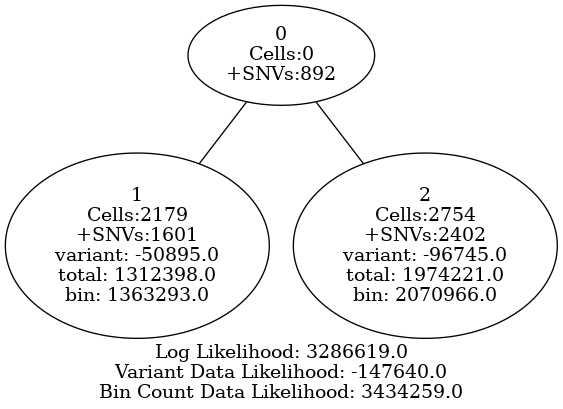 0
Cells:0
+SNVs:892
1
Cells:2179
+SNVs:1601
variant: -50895.0
total: 1312398.0
bin: 1363293.0
2
Cells:2754
+SNVs:2402
variant: -96745.0
total: 1974221.0
bin: 2070966.0
Log Likelihood: 3286619.0
Variant Data Likelihood: -147640.0
Bin Count Data Likelihood: 3434259.0